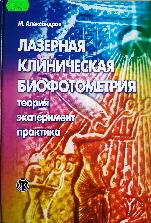 М. Александров
ЛАЗЕРНАЯ
КЛИНИЧЕСКАЯ
БИОФОТОМЕТРИЯ
теория
эксперимент
практика